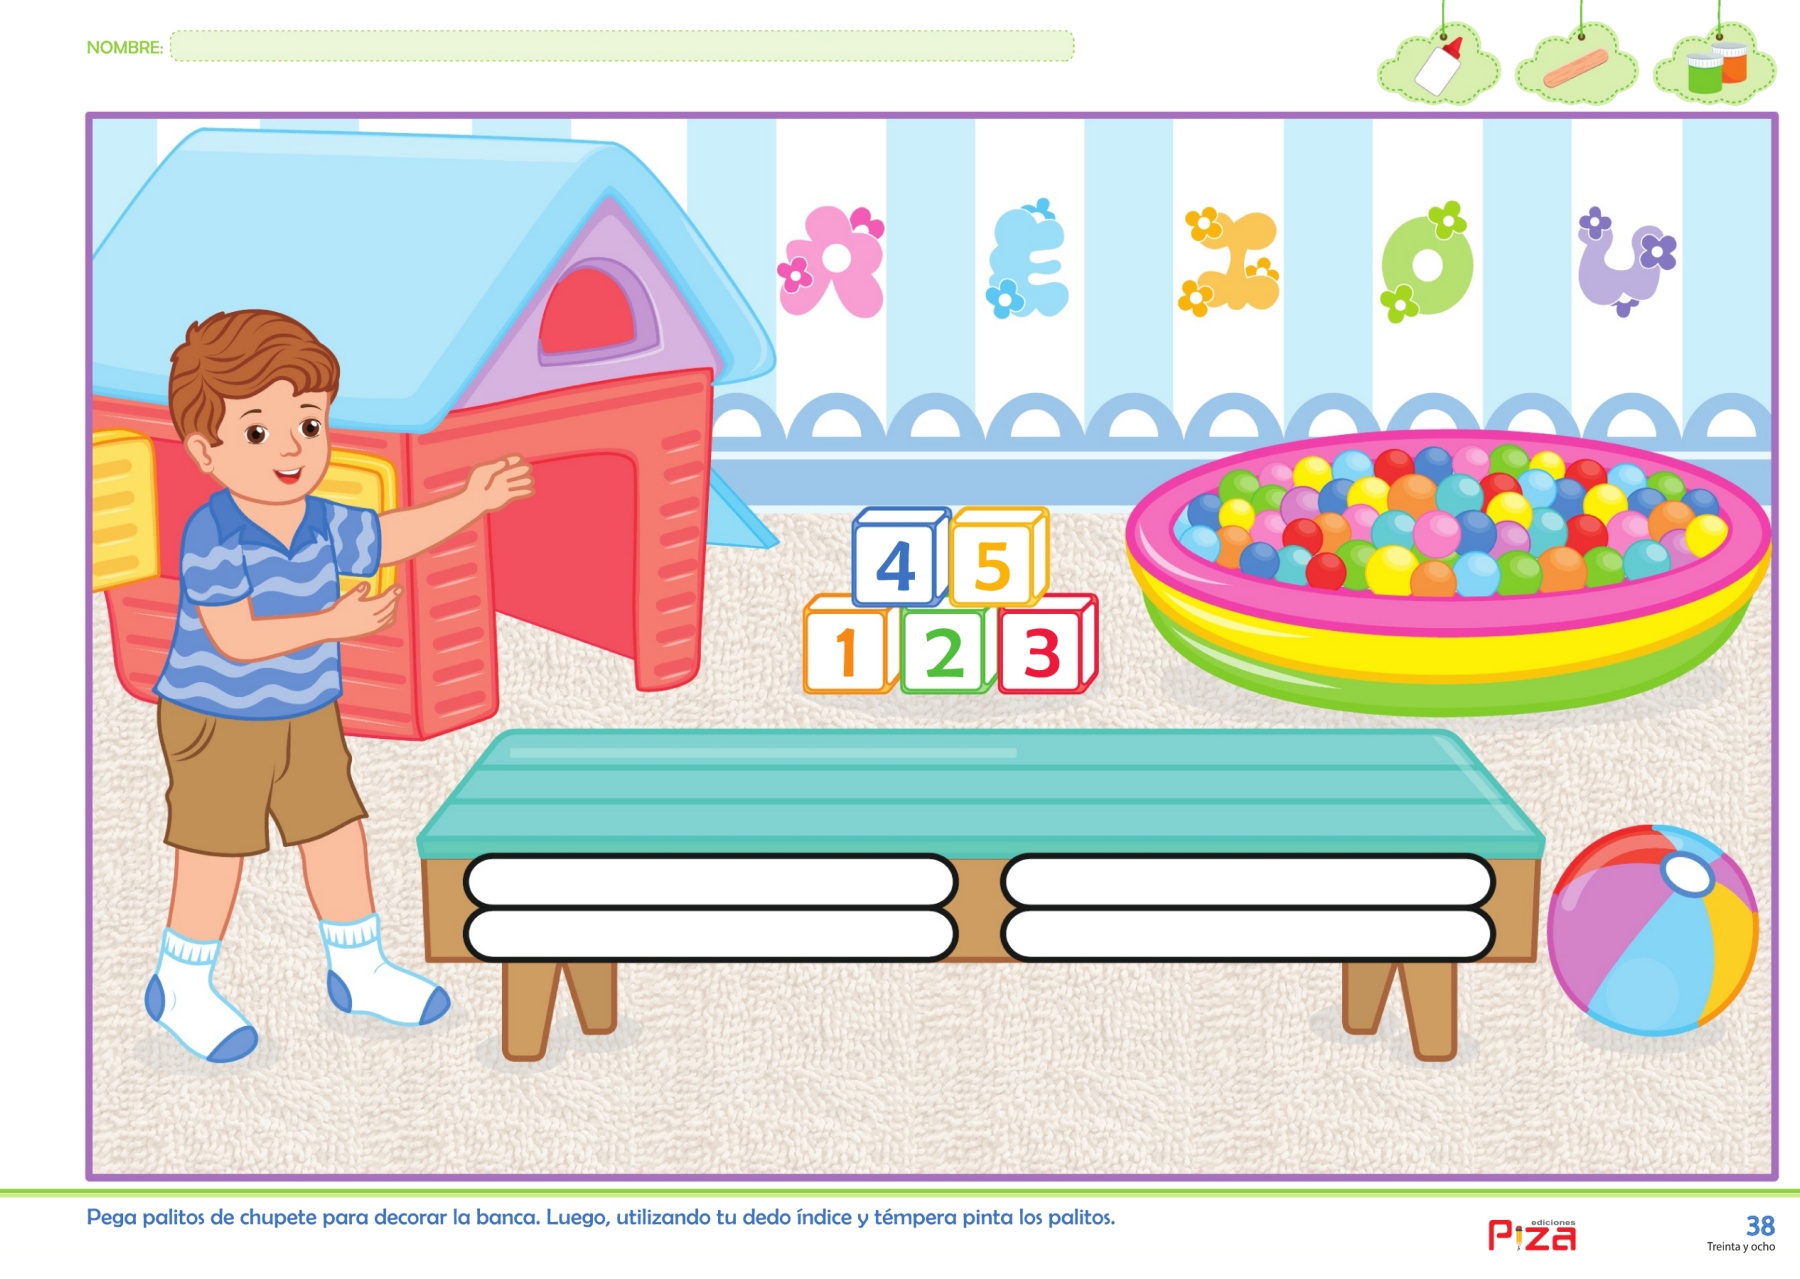 NOMBRE:
A E I O U
4 5
1 2 3
Pega palitos de chupete para decorar la banca. Luego, utilizando tu dedo índice y témpera pinta los palitos.
ediciones
Piza
38
Treinta y ocho